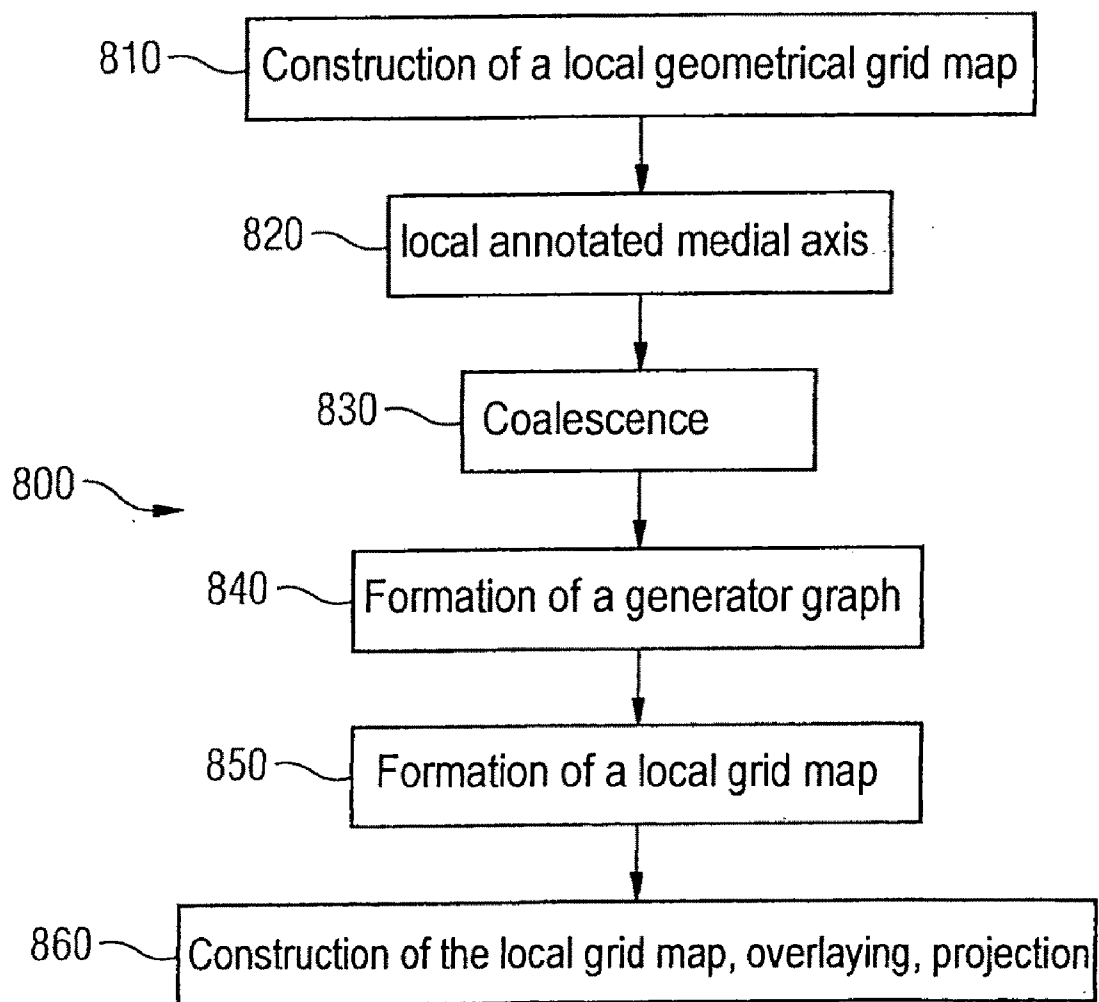 810 Construction of a local geometrical grid map
820 local annotated medial axis
830 Coalescence
800
840 Formation of a generator graph
850 Formation of a local grid map
860 Construction of the local grid map, overlaying, projection